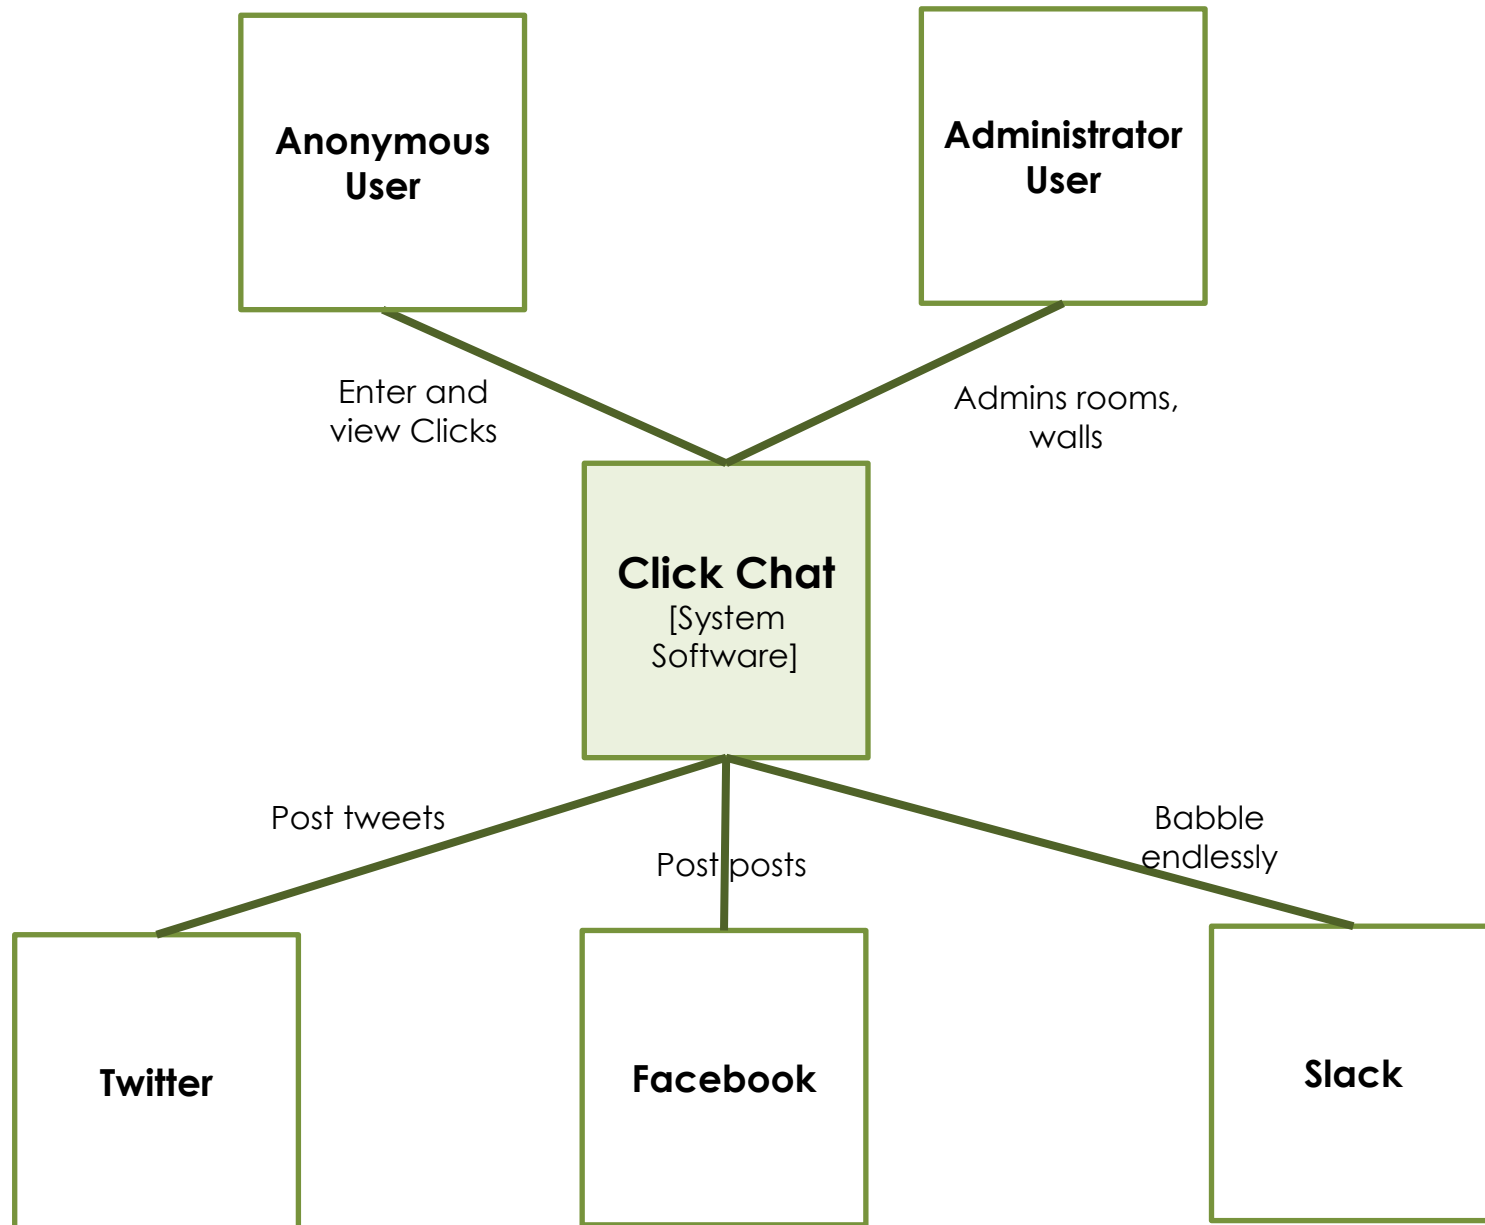 Anonymous
User
Administrator
User
Enter and
view Clicks
Admins rooms,
walls
Click Chat
[System
Software]
Post tweets
Post posts
Babble
endlessly
Twitter
Facebook
Slack